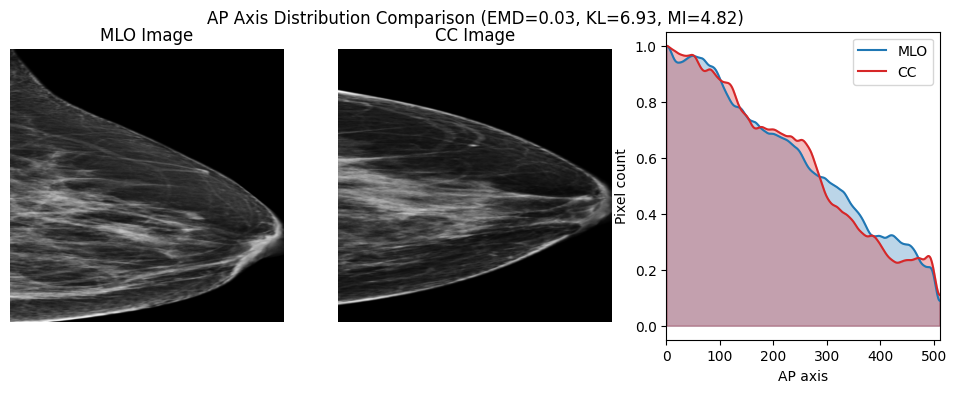 AP Axis Distribution Comparison (EMD=0.03, KL=6.93, MI=4.82)
MLO Image
CC Image
MLO
CC
1.0
0.8
0.6
0.4
0.2
0.0
Pixel count
0 100 200 300 400 500
AP axis